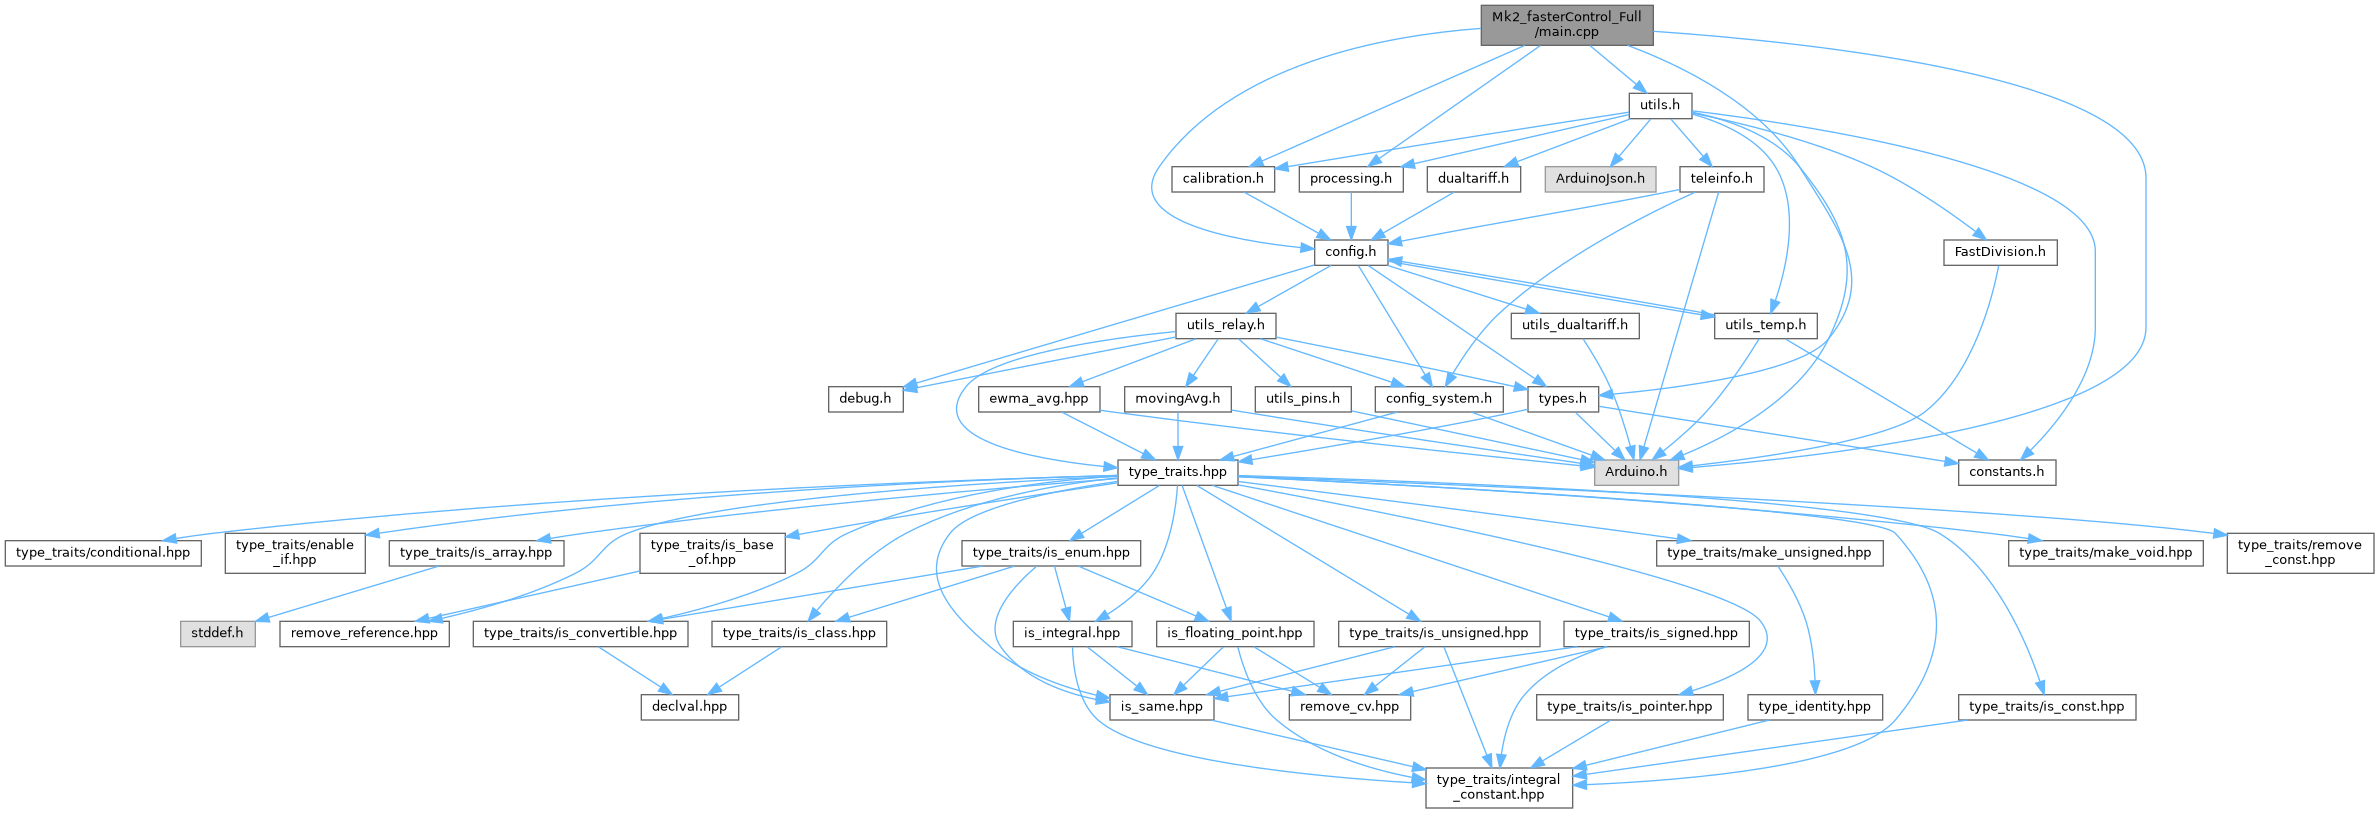 Mk2_fasterControl_Full
/main.cpp
utils.h
calibration.h
processing.h
dualtariff.h
ArduinoJson.h
teleinfo.h
config.h
FastDivision.h
utils_relay.h
utils_dualtariff.h
utils_temp.h
debug.h
ewma_avg.hpp
movingAvg.h
utils_pins.h
config_system.h
types.h
type_traits.hpp
Arduino.h
constants.h
type_traits/conditional.hpp
type_traits/enable
_if.hpp
type_traits/is_array.hpp
type_traits/is_base
_of.hpp
type_traits/is_enum.hpp
type_traits/make_unsigned.hpp
type_traits/make_void.hpp
type_traits/remove
_const.hpp
stddef.h
remove_reference.hpp
type_traits/is_convertible.hpp
type_traits/is_class.hpp
is_integral.hpp
is_floating_point.hpp
type_traits/is_unsigned.hpp
type_traits/is_signed.hpp
declval.hpp
is_same.hpp
remove_cv.hpp
type_traits/is_pointer.hpp
type_identity.hpp
type_traits/is_const.hpp
type_traits/integral
_constant.hpp